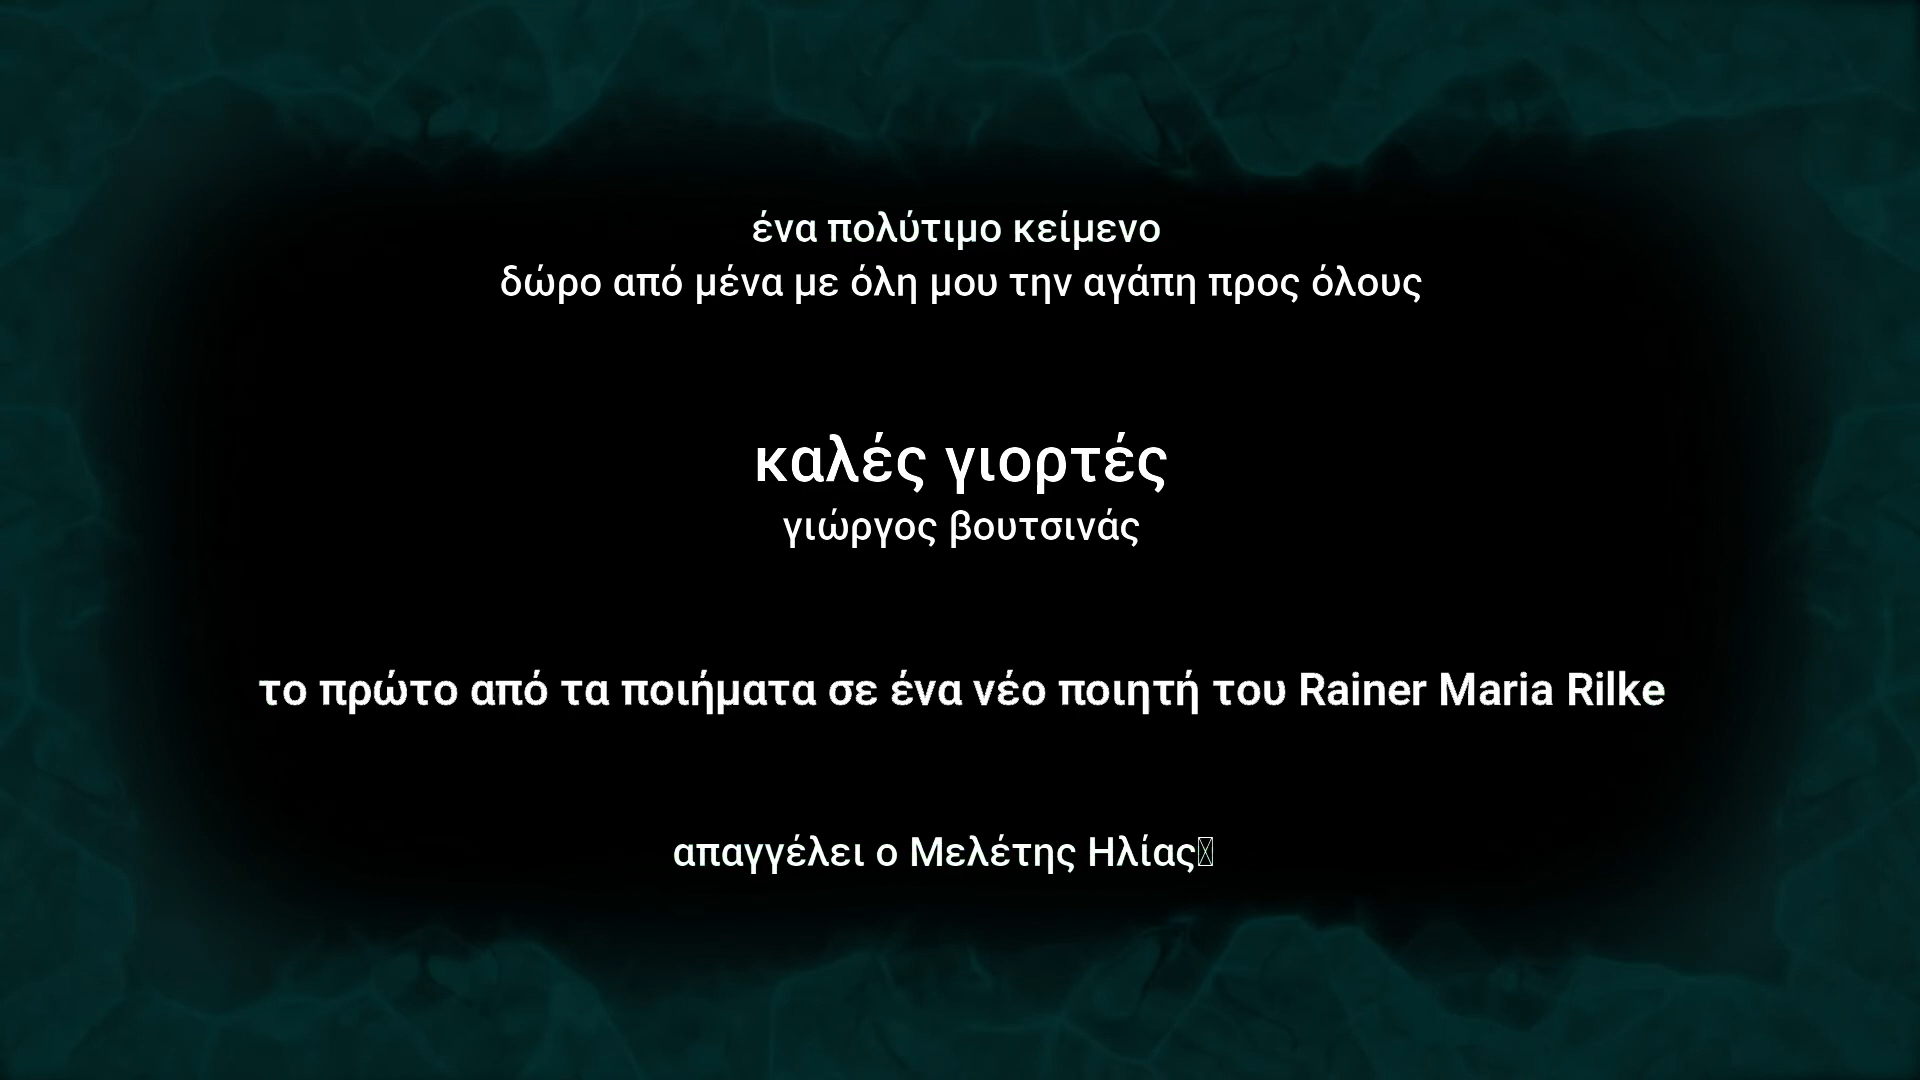 ένα πολύτιμο κείμενο
δώρο από μένα με όλη μου την αγάπη προς όλους
καλές γιορτές
γιώργος βουτσινάς
το πρώτο από τα ποιήματα σε ένα νέο ποιητή του Rainer Maria Rilke
απαγγέλει ο Μελέτης Ηλίας